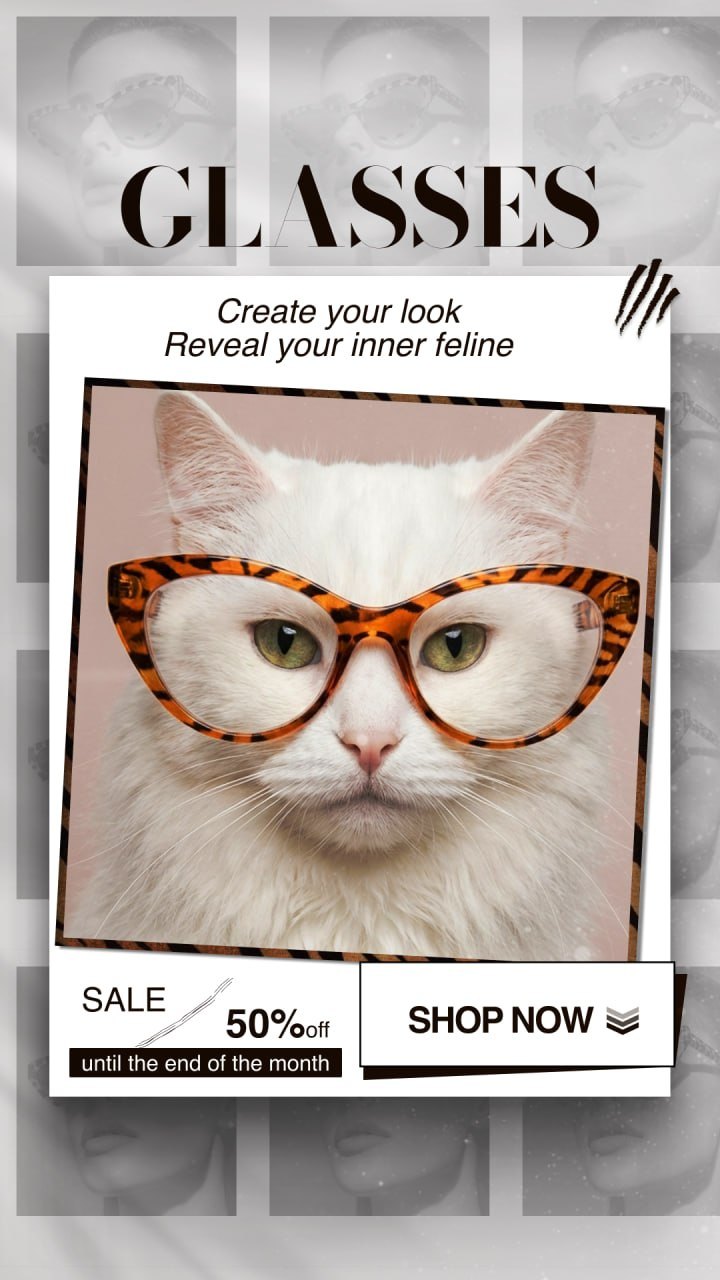 GLASSES
Create your look
Reveal your inner feline
SALE
50%off
until the end of the month
SHOP NOW